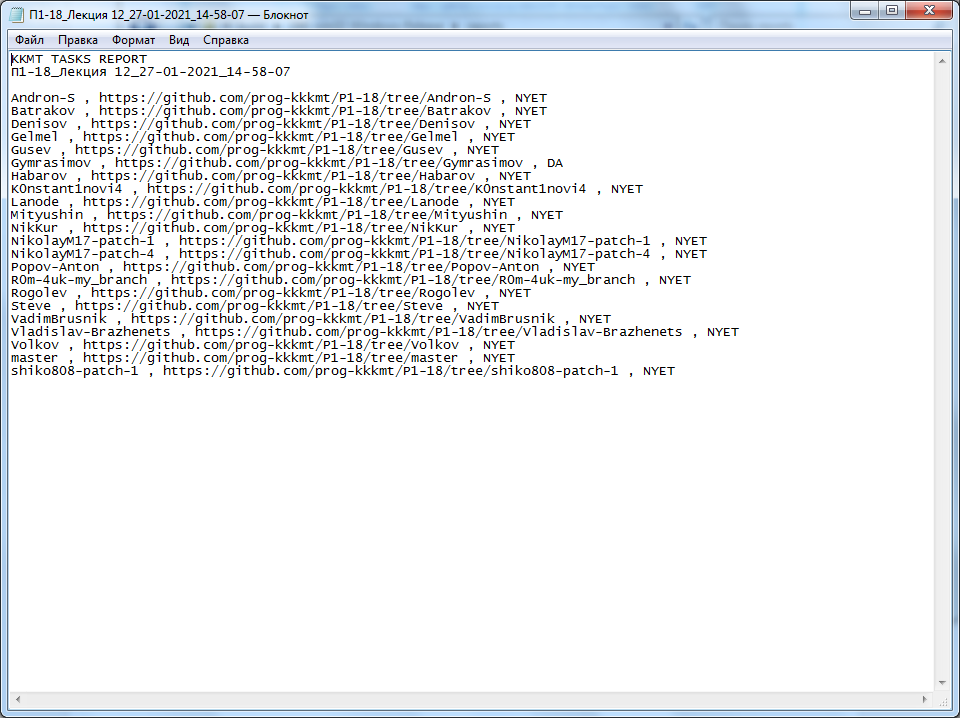 П1-18_Лекция 12_27-01-2021_14-58-07 — Блокнот
Файл Правка Формат Вид Справка
KKMT TASKS REPORT
П1-18_Лекция 12_27-01-2021_14-58-07
Andron-S , https://github.com/prog-kkkmt/P1-18/tree/Andron-S , NYET
Batrakov , https://github.com/prog-kkkmt/P1-18/tree/Batrakov , NYET
Denisov , https://github.com/prog-kkkmt/P1-18/tree/Denisov , NYET
Gelmel , https://github.com/prog-kkkmt/P1-18/tree/Gelmel , NYET
Gusev , https://github.com/prog-kkkmt/P1-18/tree/Gusev , NYET
Gymrasimov , https://github.com/prog-kkkmt/P1-18/tree/Gymrasimov , DA
Habarov , https://github.com/prog-kkkmt/P1-18/tree/Habarov , NYET
K0nstant1novi4 , https://github.com/prog-kkkmt/P1-18/tree/K0nstant1novi4 , NYET
Lanode , https://github.com/prog-kkkmt/P1-18/tree/Lanode , NYET
Mityushin , https://github.com/prog-kkkmt/P1-18/tree/Mityushin , NYET
NikKur , https://github.com/prog-kkkmt/P1-18/tree/NikKur , NYET
NikolayM17-patch-1 , https://github.com/prog-kkkmt/P1-18/tree/NikolayM17-patch-1 , NYET
NikolayM17-patch-4 , https://github.com/prog-kkkmt/P1-18/tree/NikolayM17-patch-4 , NYET
Popov-Anton , https://github.com/prog-kkkmt/P1-18/tree/Popov-Anton , NYET
R0m-4uk-my_branch , https://github.com/prog-kkkmt/P1-18/tree/R0m-4uk-my_branch , NYET
Rogolev , https://github.com/prog-kkkmt/P1-18/tree/Rogolev , NYET
Steve , https://github.com/prog-kkkmt/P1-18/tree/Steve , NYET
VadimBrusnik , https://github.com/prog-kkkmt/P1-18/tree/VadimBrusnik , NYET
Vladislav-Brazhenets , https://github.com/prog-kkkmt/P1-18/tree/Vladislav-Brazhenets , NYET
Volkov , https://github.com/prog-kkkmt/P1-18/tree/Volkov , NYET
master , https://github.com/prog-kkkmt/P1-18/tree/master , NYET
shiko808-patch-1 , https://github.com/prog-kkkmt/P1-18/tree/shiko808-patch-1 , NYET